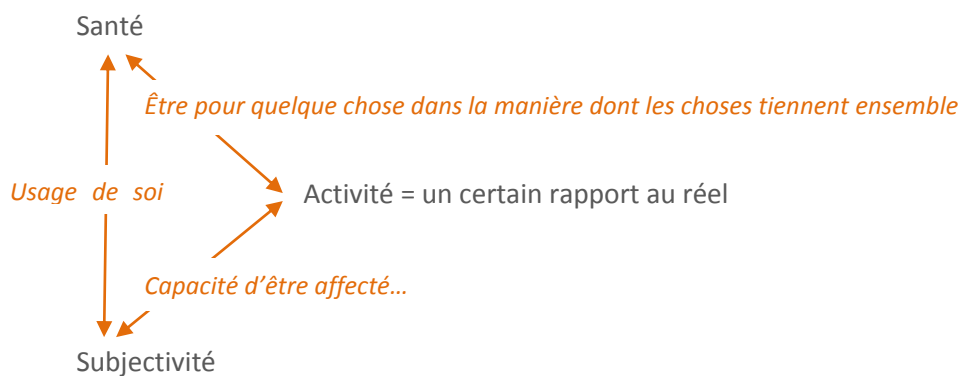 Santé
Être pour quelque chose dans la manière dont les choses tiennent ensemble
Usage de soi
Activité = un certain rapport au réel
Capacité d’être affecté…
Subjectivité